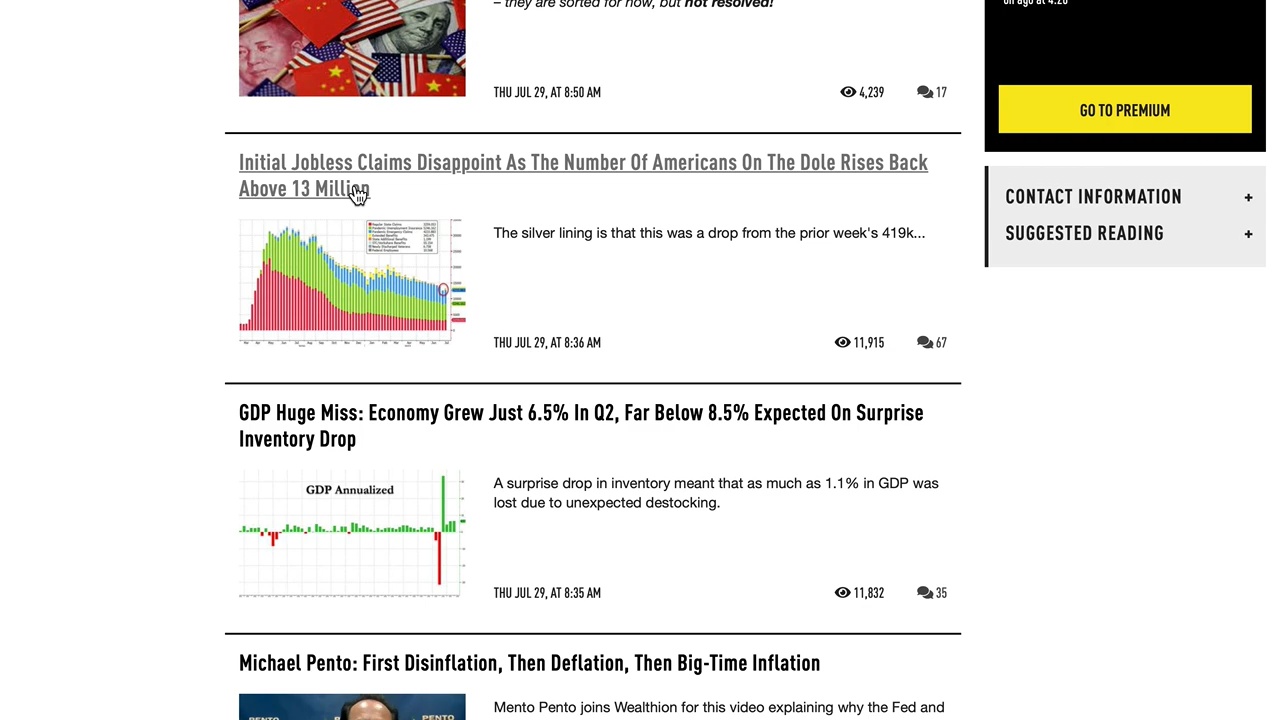 – they are sorted for now, but not resolved!
THU JUL 29, AT 8:50 AM
4,239
17
Initial Jobless Claims Disappoint As The Number Of Americans On The Dole Rises Back
Above 13 Million
The silver lining is that this was a drop from the prior week's 419k...
THU JUL 29, AT 8:36 AM
11,915
67
GDP Huge Miss: Economy Grew Just 6.5% In Q2, Far Below 8.5% Expected On Surprise
Inventory Drop
GDP Annualized
A surprise drop in inventory meant that as much as 1.1% in GDP was
lost due to unexpected destocking.
THU JUL 29, AT 8:35 AM
11,832
35
Michael Pento: First Disinflation, Then Deflation, Then Big-Time Inflation
PENTO
PENTO
Mento Pento joins Wealthion for this video explaining why the Fed and
GO TO PREMIUM
CONTACT INFORMATION
+
SUGGESTED READING
+